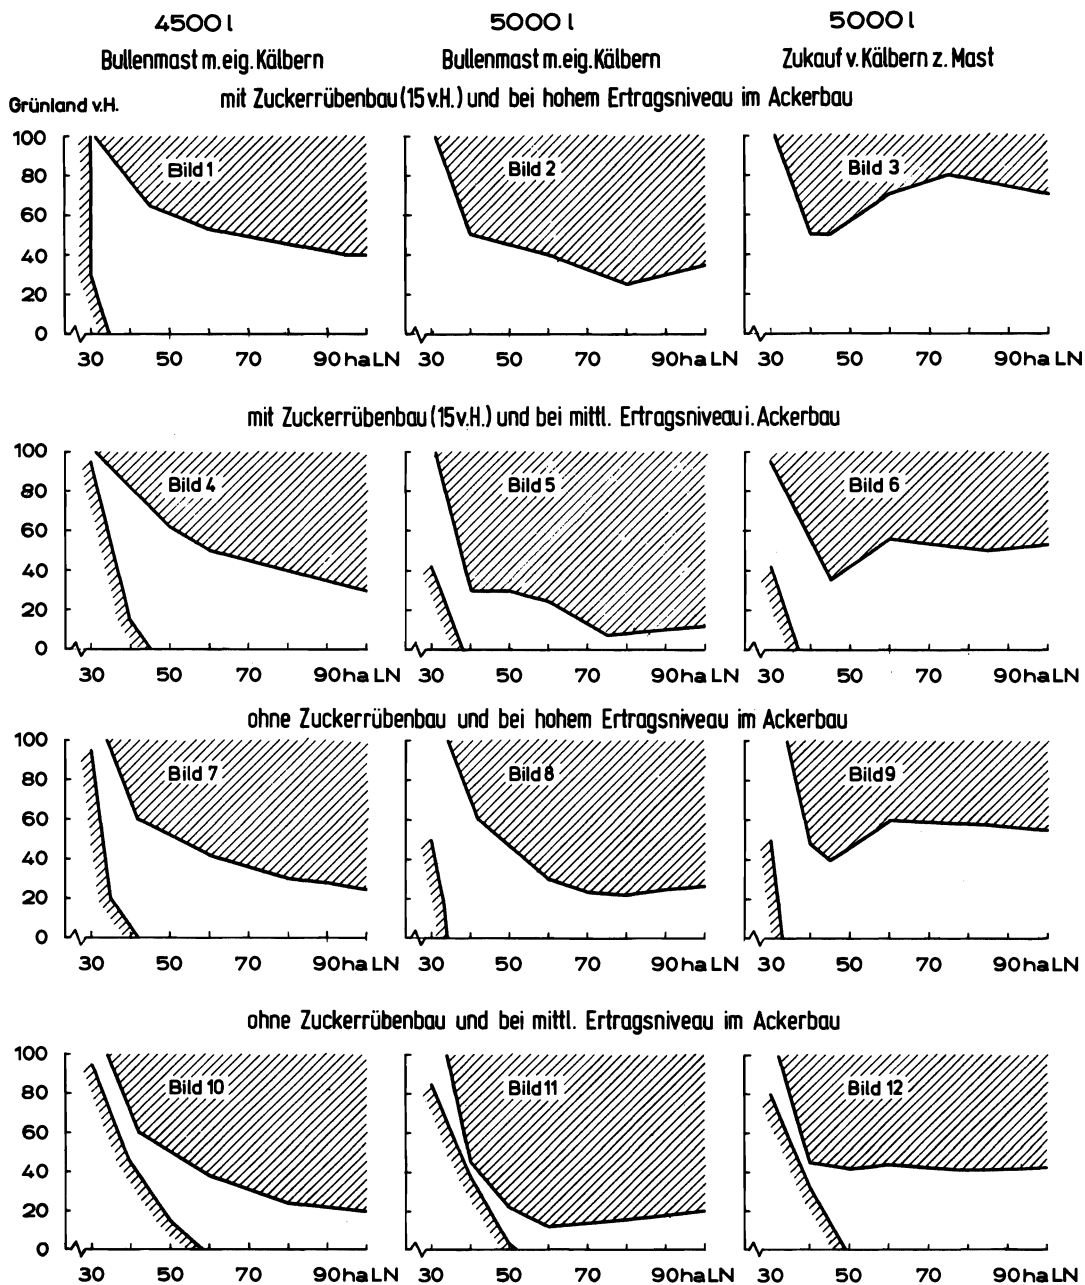 4500 l 5000 l 5000 l
Bullenmast m. eig. Kälbern Bullenmast m. eig. Kälbern Zukauf v. Kälbern z. Mast
Grünland v.H. mit Zuckerrübenbau (15 v.H.) und bei hohem Ertragsniveau im Ackerbau
100
80 Bild 1 Bild 2 Bild 3
60
40
20
0
30 50 70 90 ha LN 30 50 70 90 ha LN 30 50 70 90 ha LN
mit Zuckerrübenbau (15 v.H.) und bei mittl. Ertragsniveau i. Ackerbau
100
80 Bild 4 Bild 5 Bild 6
60
40
20
0
30 50 70 90 ha LN 30 50 70 90 ha LN 30 50 70 90 ha LN
ohne Zuckerrübenbau und bei hohem Ertragsniveau im Ackerbau
100
80 Bild 7 Bild 8 Bild 9
60
40
20
0
30 50 70 90 ha LN 30 50 70 90 ha LN 30 50 70 90 ha LN
ohne Zuckerrübenbau und bei mittl. Ertragsniveau im Ackerbau
100
80 Bild 10 Bild 11 Bild 12
60
40
20
0
30 50 70 90 ha LN 30 50 70 90 ha LN 30 50 70 90 ha LN